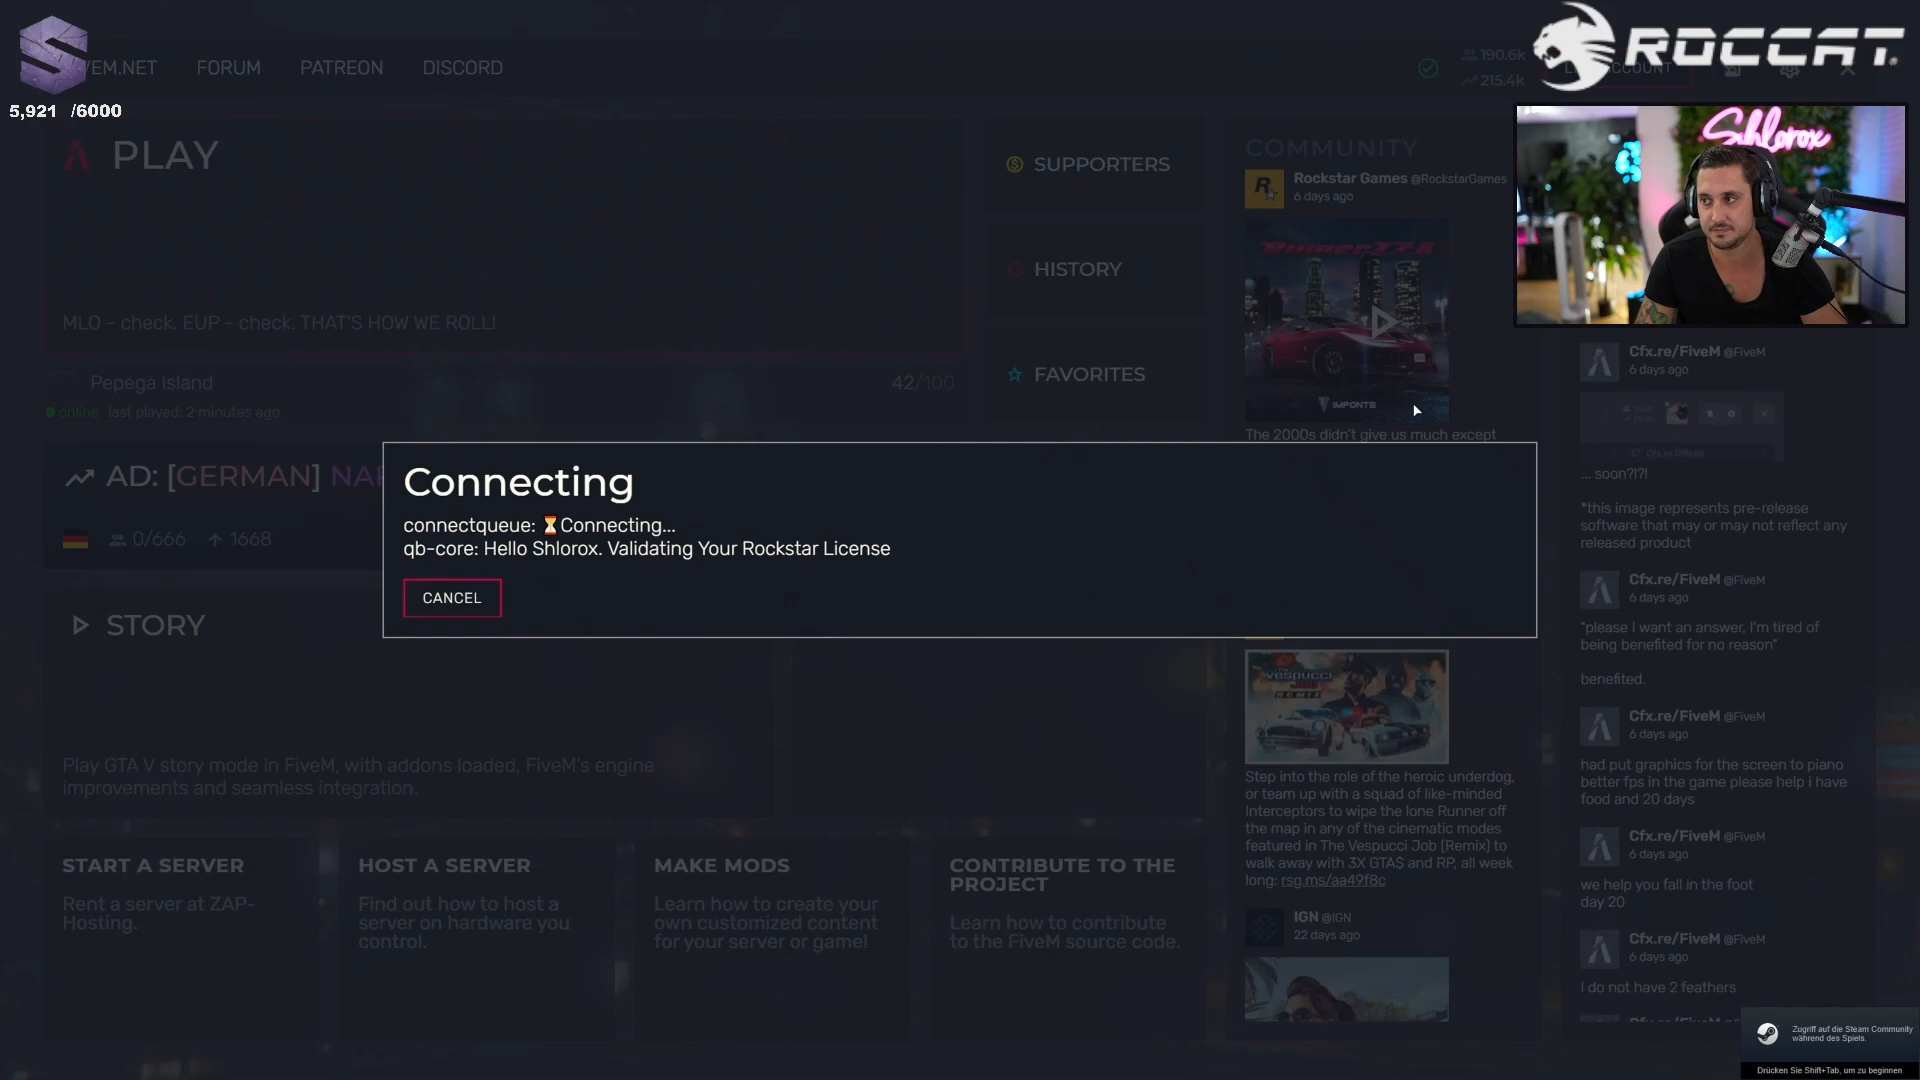 VEM.NET FORUM PATREON DISCORD
190.6k
215.4k
ROCCAT.
5,921 /6000
PLAY
MLO - check. EUP - check. THAT'S HOW WE ROLL!
Pepega Island 42/100
online last played: 2 minutes ago
AD: [GERMAN]
0/666 1668
STORY
Play GTA V story mode in FiveM, with addons loaded, FiveM's engine
improvements and seamless integration.
START A SERVER
Rent a server at ZAP-
Hosting.
HOST A SERVER
Find out how to host a
server on hardware you
control.
MAKE MODS
Learn how to create your
own customized content
for your server or game!
CONTRIBUTE TO THE
PROJECT
Learn how to contribute
to the FiveM source code.
SUPPORTERS
HISTORY
FAVORITES
Connecting
connectqueue: ⏳Connecting...
qb-core: Hello Shlorox. Validating Your Rockstar License
CANCEL
COMMUNITY
Rockstar Games @RockstarGames
6 days ago
IMPONTE
The 2000s didn't give us much except
VESPUCCI
REMIX
Step into the role of the heroic underdog,
or team up with a squad of like-minded
Interceptors to wipe the lone Runner off
the map in any of the cinematic modes
featured in The Vespucci Job (Remix) to
walk away with 3X GTA$ and RP, all week
long: rsg.ms/aa49f8c
IGN @IGN
22 days ago
Shlorox
Cfx.re/FiveM @FiveM
6 days ago
... soon?!?!
*this image represents pre-release
software that may or may not reflect any
released product
Cfx.re/FiveM @FiveM
6 days ago
"please I want an answer, I'm tired of
being benefited for no reason"
benefited.
Cfx.re/FiveM @FiveM
6 days ago
had put graphics for the screen to piano
better fps in the game please help i have
food and 20 days
Cfx.re/FiveM @FiveM
6 days ago
we help you fall in the foot
day 20
Cfx.re/FiveM @FiveM
6 days ago
I do not have 2 feathers
Zugriff auf die Steam Community
während des Spiels.
Drücken Sie Shift+Tab, um zu beginnen